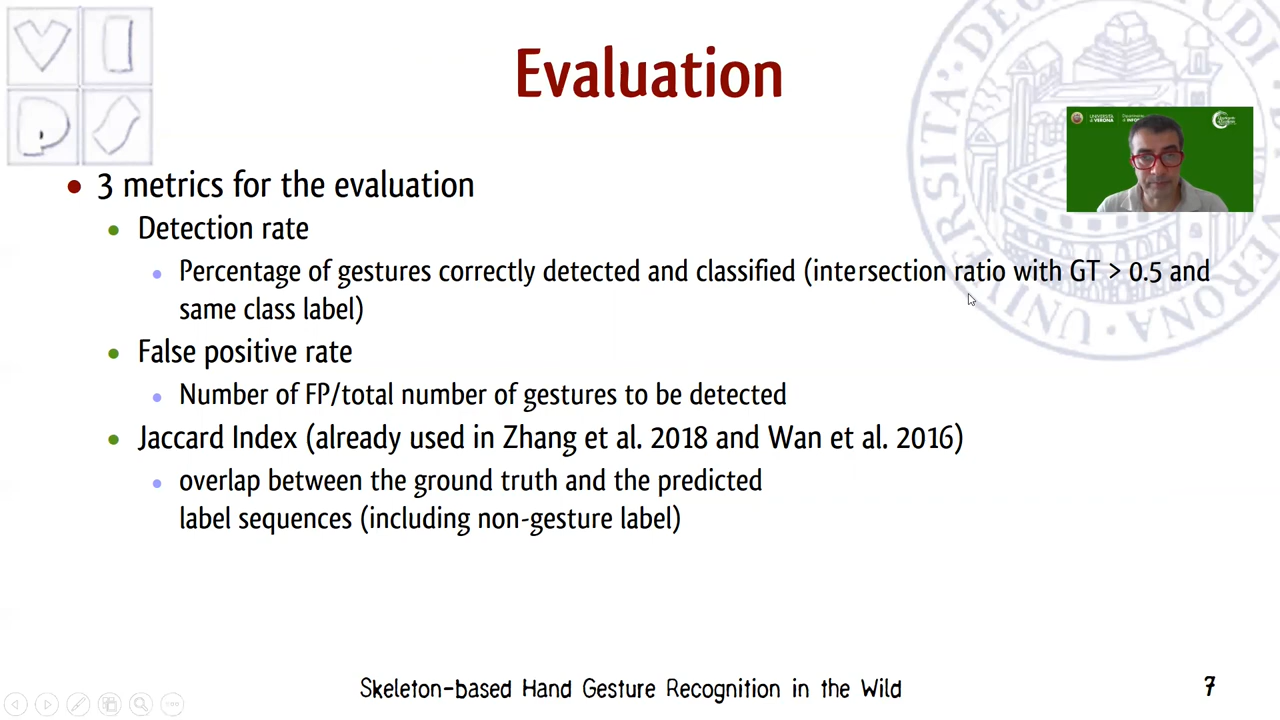 Evaluation
UNIVERSITÀ
di VERONA
3 metrics for the evaluation
Detection rate
Percentage of gestures correctly detected and classified (intersection ratio with GT > 0.5 and
same class label)
False positive rate
Number of FP/total number of gestures to be detected
Jaccard Index (already used in Zhang et al. 2018 and Wan et al. 2016)
overlap between the ground truth and the predicted
label sequences (including non-gesture label)
Skeleton-based Hand Gesture Recognition in the Wild
7